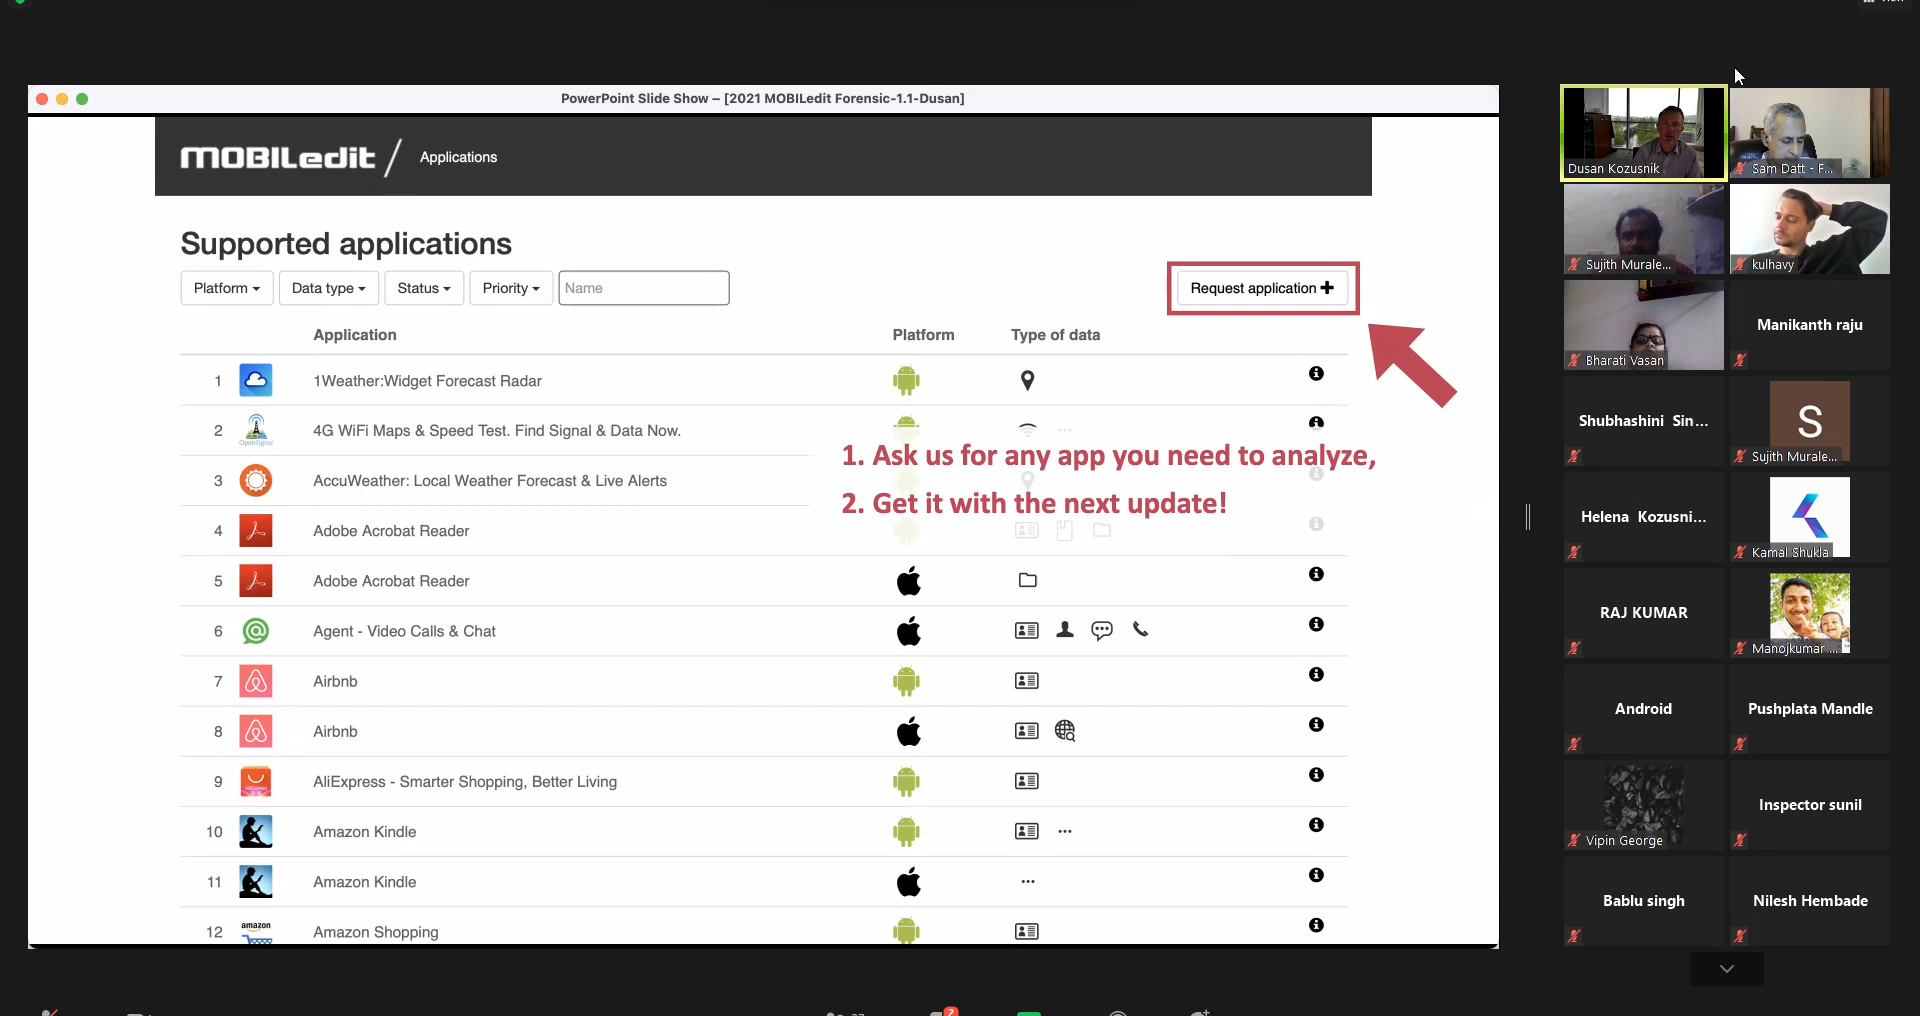 View
PowerPoint Slide Show – [2021 MOBILedit Forensic-1.1-Dusan]
MOBILedit / Applications
Supported applications
Platform Data type Status Priority Name
Request application +
Application Platform Type of data
1 1Weather:Widget Forecast Radar
2 OpenSignal 4G WiFi Maps & Speed Test. Find Signal & Data Now.
1. Ask us for any app you need to analyze,
3 AccuWeather: Local Weather Forecast & Live Alerts
2. Get it with the next update!
4 Adobe Acrobat Reader
5 Adobe Acrobat Reader
6 Agent - Video Calls & Chat
7 Airbnb
8 Airbnb
9 AliExpress - Smarter Shopping, Better Living
10 Amazon Kindle
11 Amazon Kindle
12 amazon Amazon Shopping
Dusan Kozusnik
Sam Datt - F...
Sujith Murale...
kulhavy
Bharati Vasan
Manikanth raju
Shubhashini Sin...
S
Sujith Murale...
Helena Kozusni...
Kamal Shukla
RAJ KUMAR
Manojkumar ...
Android
Pushplata Mandle
Vipin George
Inspector sunil
Bablu singh
Nilesh Hembade
2